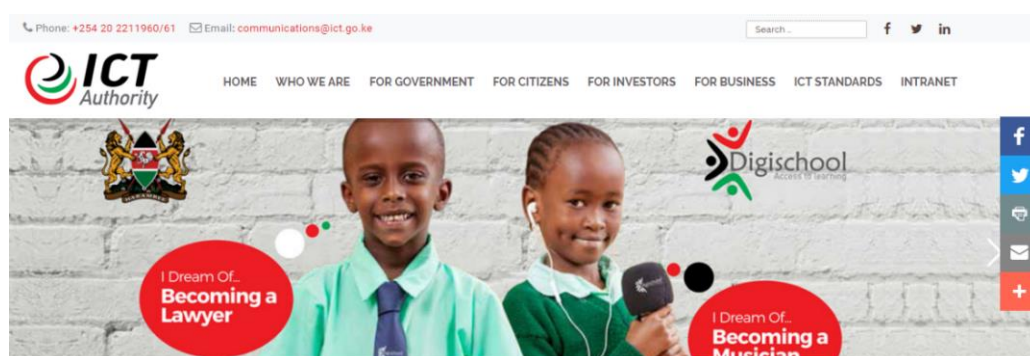 Phone: +254 20 2211960/61 Email: communications@ict.go.ke Search...
ICT
Authority
HOME WHO WE ARE FOR GOVERNMENT FOR CITIZENS FOR INVESTORS FOR BUSINESS ICT STANDARDS INTRANET
HARAMBEE
Digischool
Access to learning
I Dream Of...
Becoming a
Lawyer
I Dream Of...
Becoming a
Musician